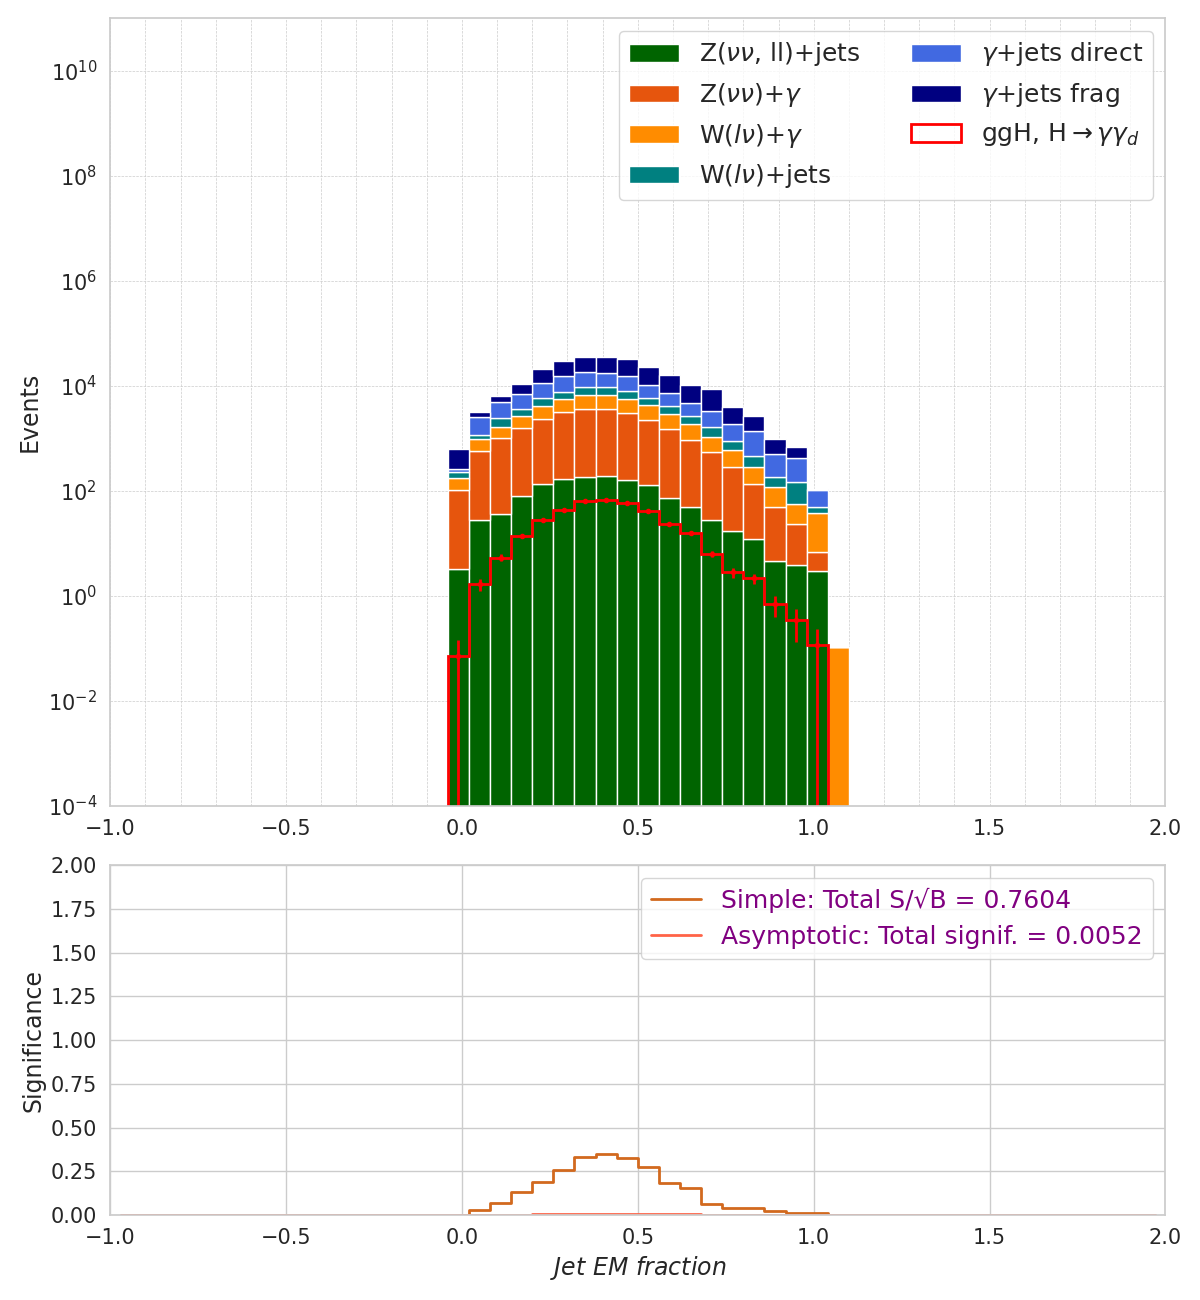 Z(νν, ll)+jets
Z(νν)+γ
W(lν)+γ
W(lν)+jets
γ+jets direct
γ+jets frag
ggH, H→γγ_d
Events
10^10
10^8
10^6
10^4
10^2
10^0
10^−2
10^−4
−1.0 −0.5 0.0 0.5 1.0 1.5 2.0
Simple: Total S/√B = 0.7604
Asymptotic: Total signif. = 0.0052
Significance
2.00
1.75
1.50
1.25
1.00
0.75
0.50
0.25
0.00
−1.0 −0.5 0.0 0.5 1.0 1.5 2.0
Jet EM fraction